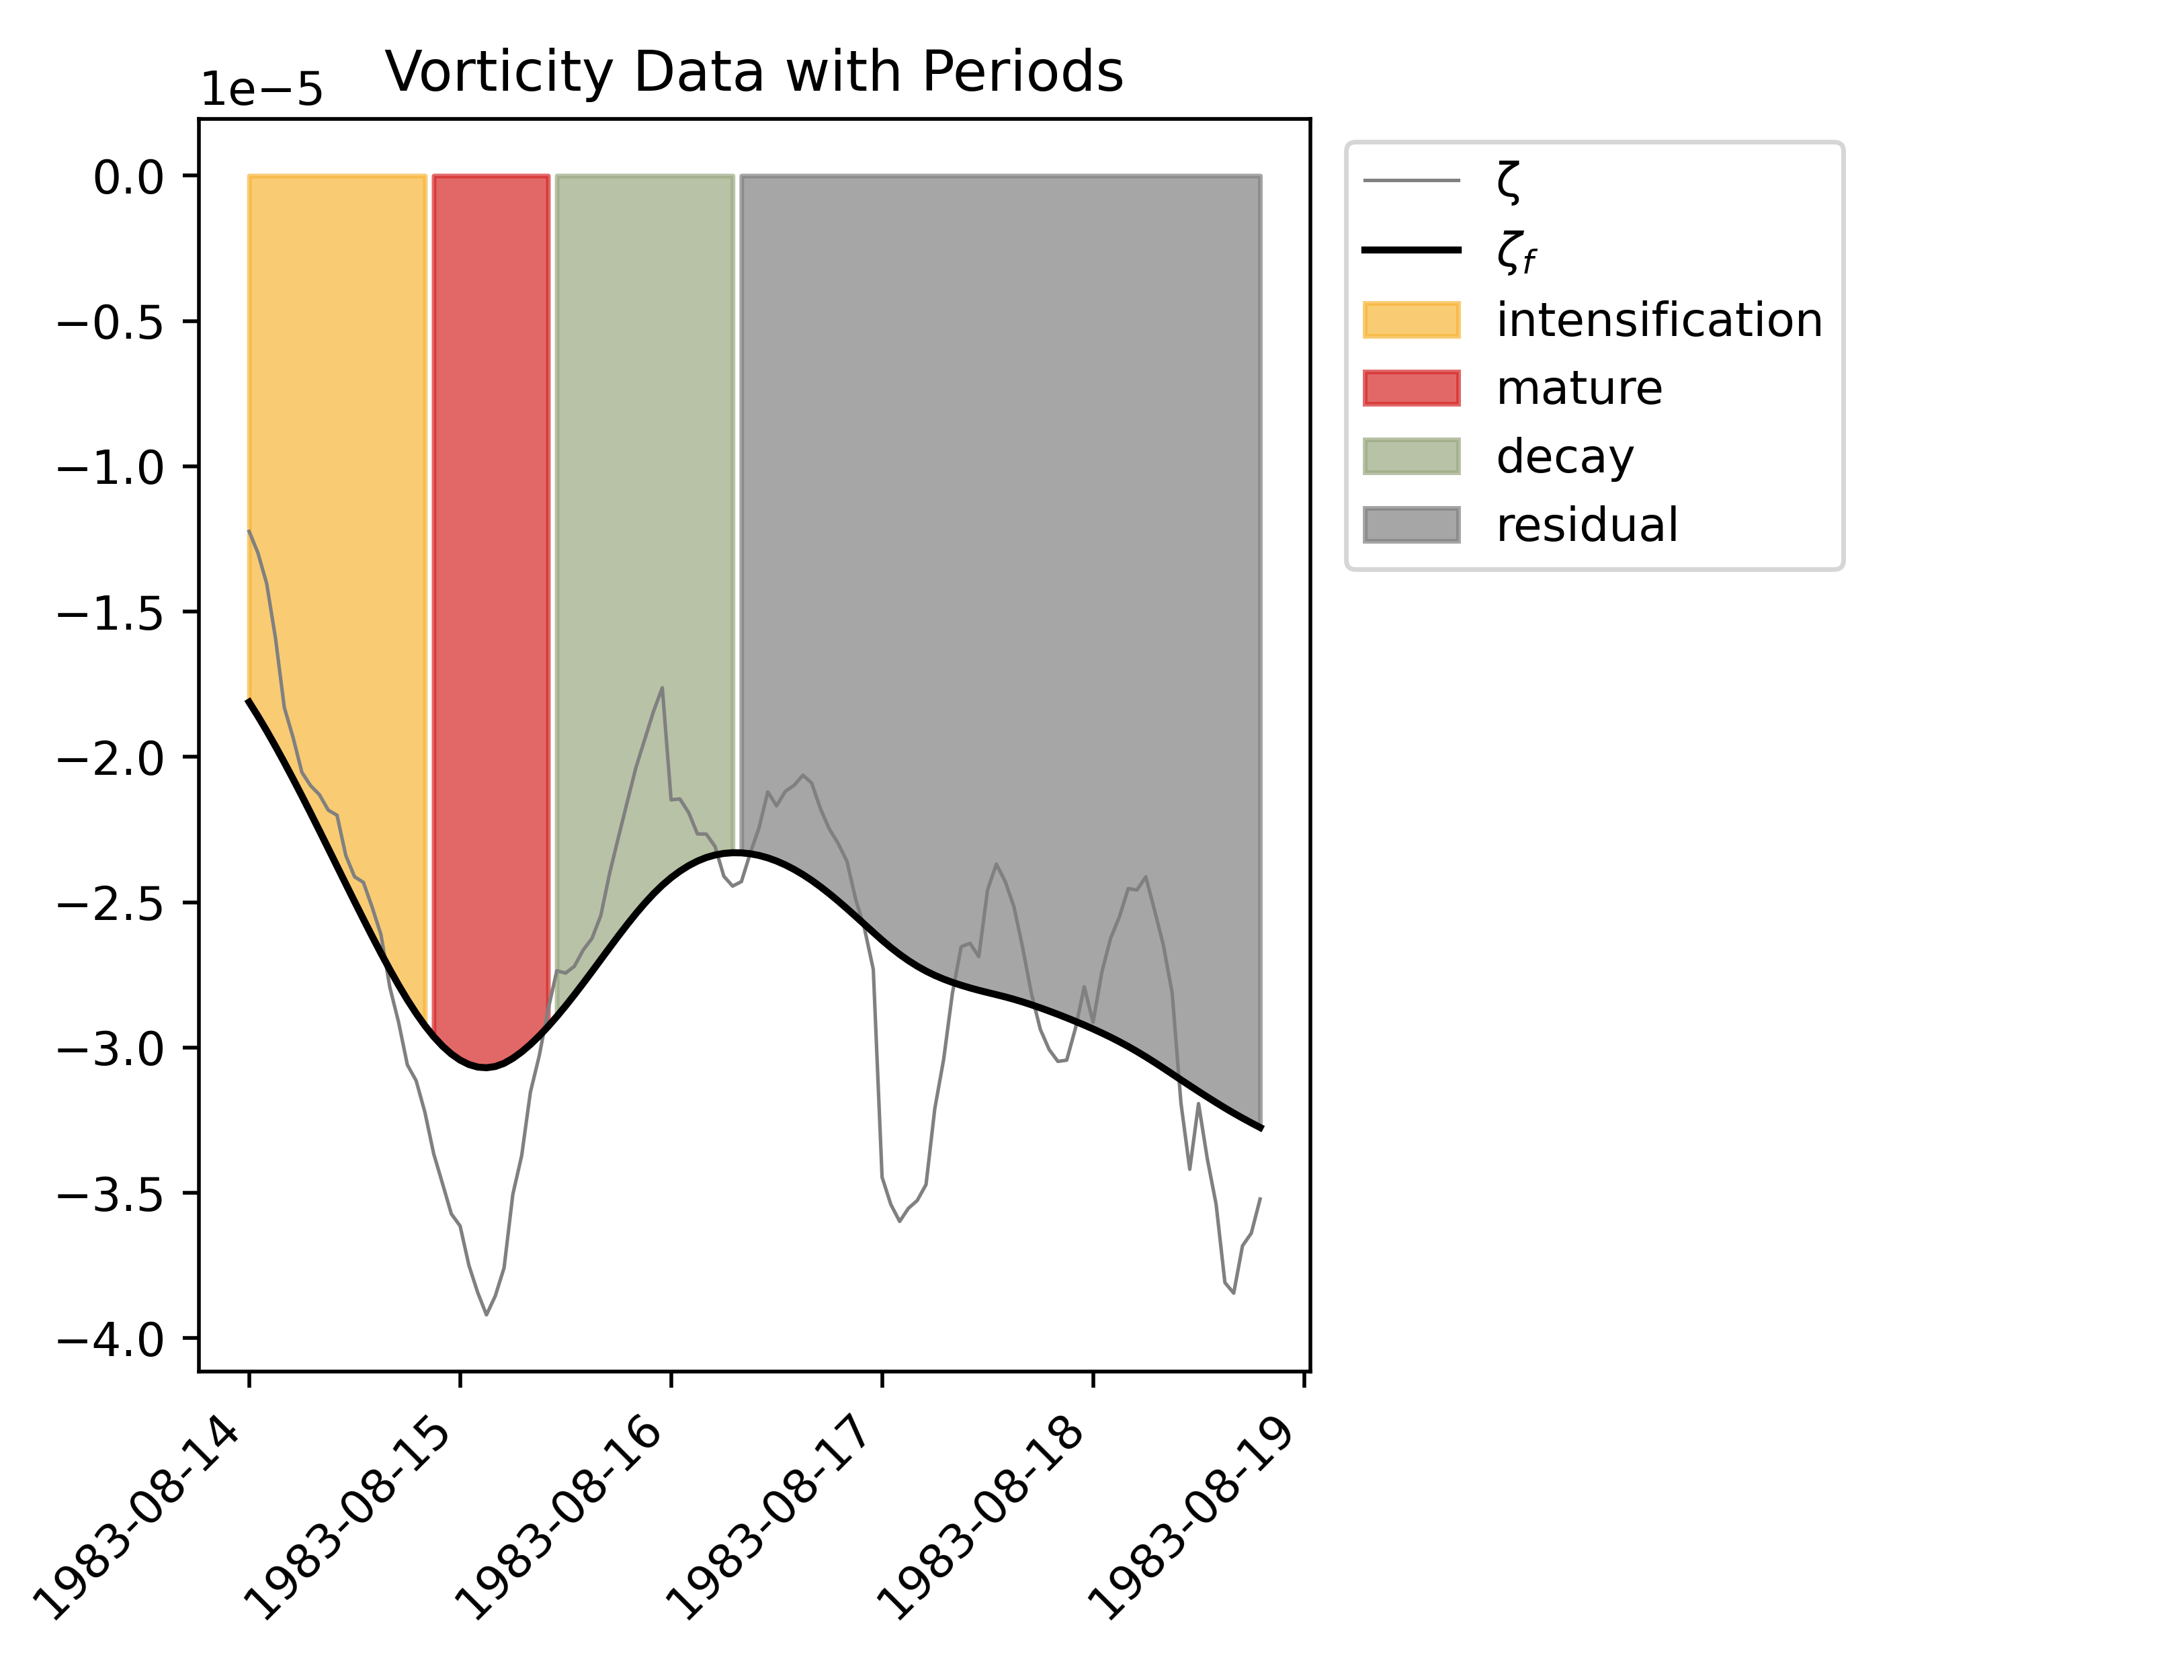 Vorticity Data with Periods
1e−5
0.0
−0.5
−1.0
−1.5
−2.0
−2.5
−3.0
−3.5
−4.0
1983-08-14
1983-08-15
1983-08-16
1983-08-17
1983-08-18
1983-08-19
ζ
ζf
intensification
mature
decay
residual